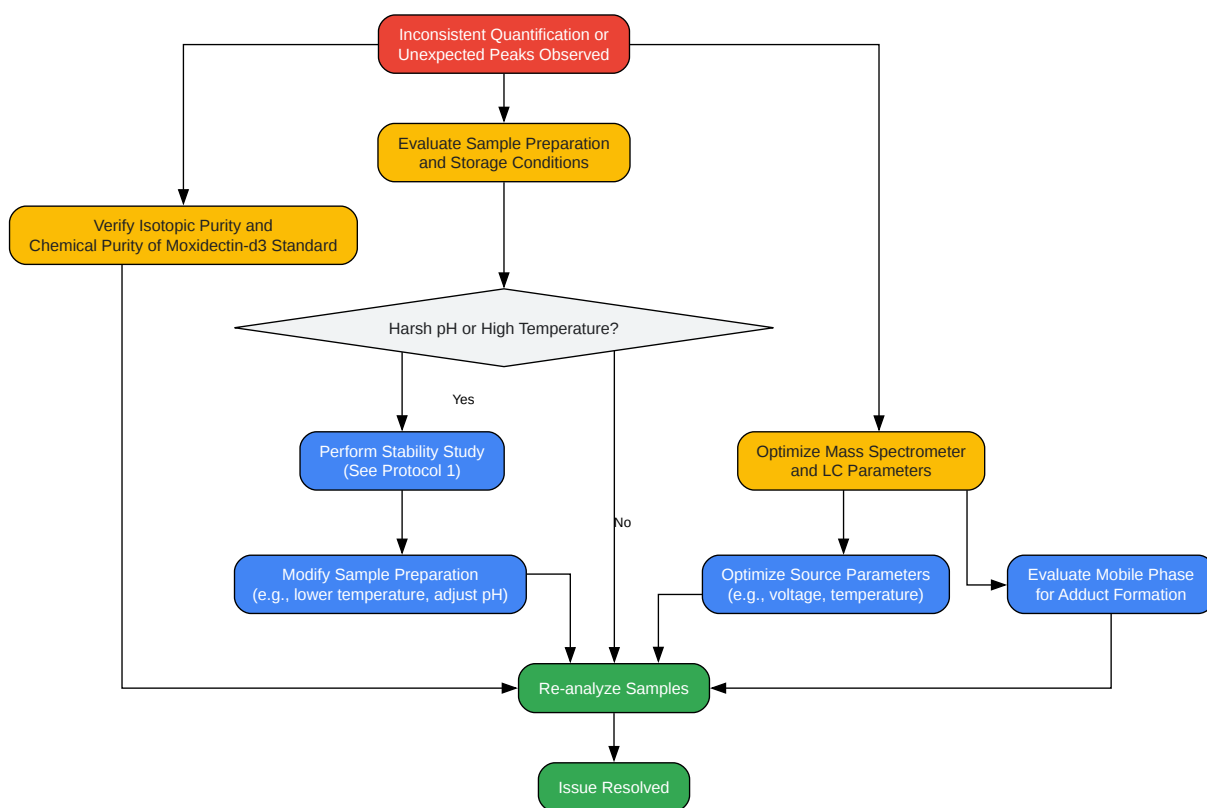 Inconsistent Quantification or
Unexpected Peaks Observed
Evaluate Sample Preparation
and Storage Conditions
Verify Isotopic Purity and
Chemical Purity of Moxidectin-d3 Standard
Harsh pH or High Temperature?
Yes
Perform Stability Study
(See Protocol 1)
Optimize Mass Spectrometer
and LC Parameters
No
Modify Sample Preparation
(e.g., lower temperature, adjust pH)
Optimize Source Parameters
(e.g., voltage, temperature)
Evaluate Mobile Phase
for Adduct Formation
Re-analyze Samples
Issue Resolved